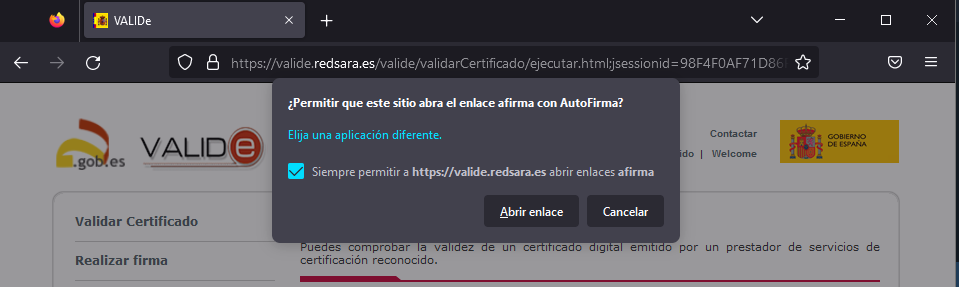 VALIDe
https://valide.redsara.es/valide/validarCertificado/ejecutar.html;jsessionid=98F4F0AF71D86
¿Permitir que este sitio abra el enlace afirma con AutoFirma?
Elija una aplicación diferente.
Siempre permitir a https://valide.redsara.es abrir enlaces afirma
Abrir enlace
Cancelar
.gob.es
VALIDe
Contactar
| Welcome
GOBIERNO
DE ESPAÑA
Validar Certificado
Realizar firma
Puedes comprobar la validez de un certificado digital emitido por un prestador de servicios de
certificación reconocido.